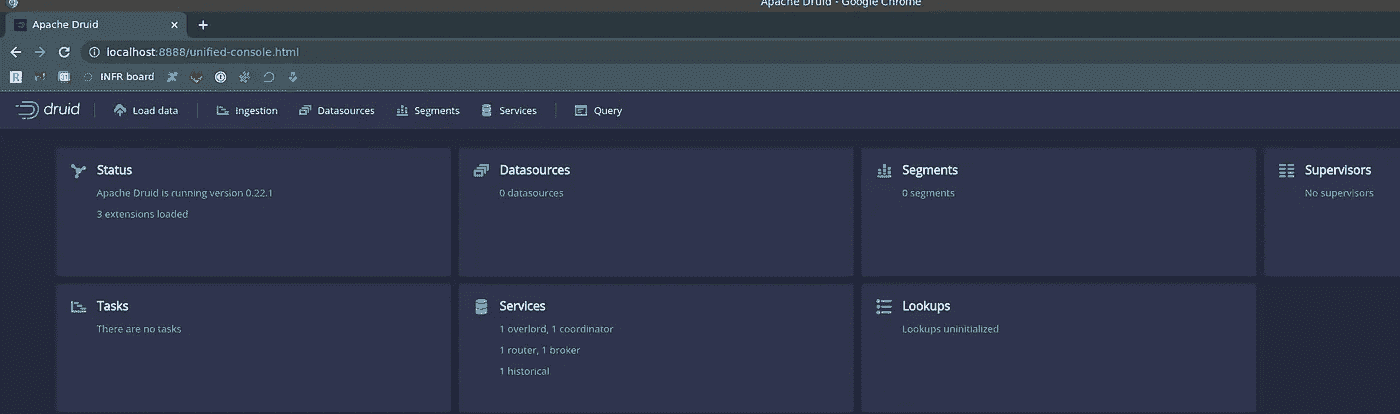 Apache Druid - Google Chrome
Apache Druid
localhost:8888/unified-console.html
R
INFR board
druid
Load data
Ingestion
Datasources
Segments
Services
Query
Status
Apache Druid is running version 0.22.1
3 extensions loaded
Datasources
0 datasources
Segments
0 segments
Supervisors
No supervisors
Tasks
There are no tasks
Services
1 overlord, 1 coordinator
1 router, 1 broker
1 historical
Lookups
Lookups uninitialized